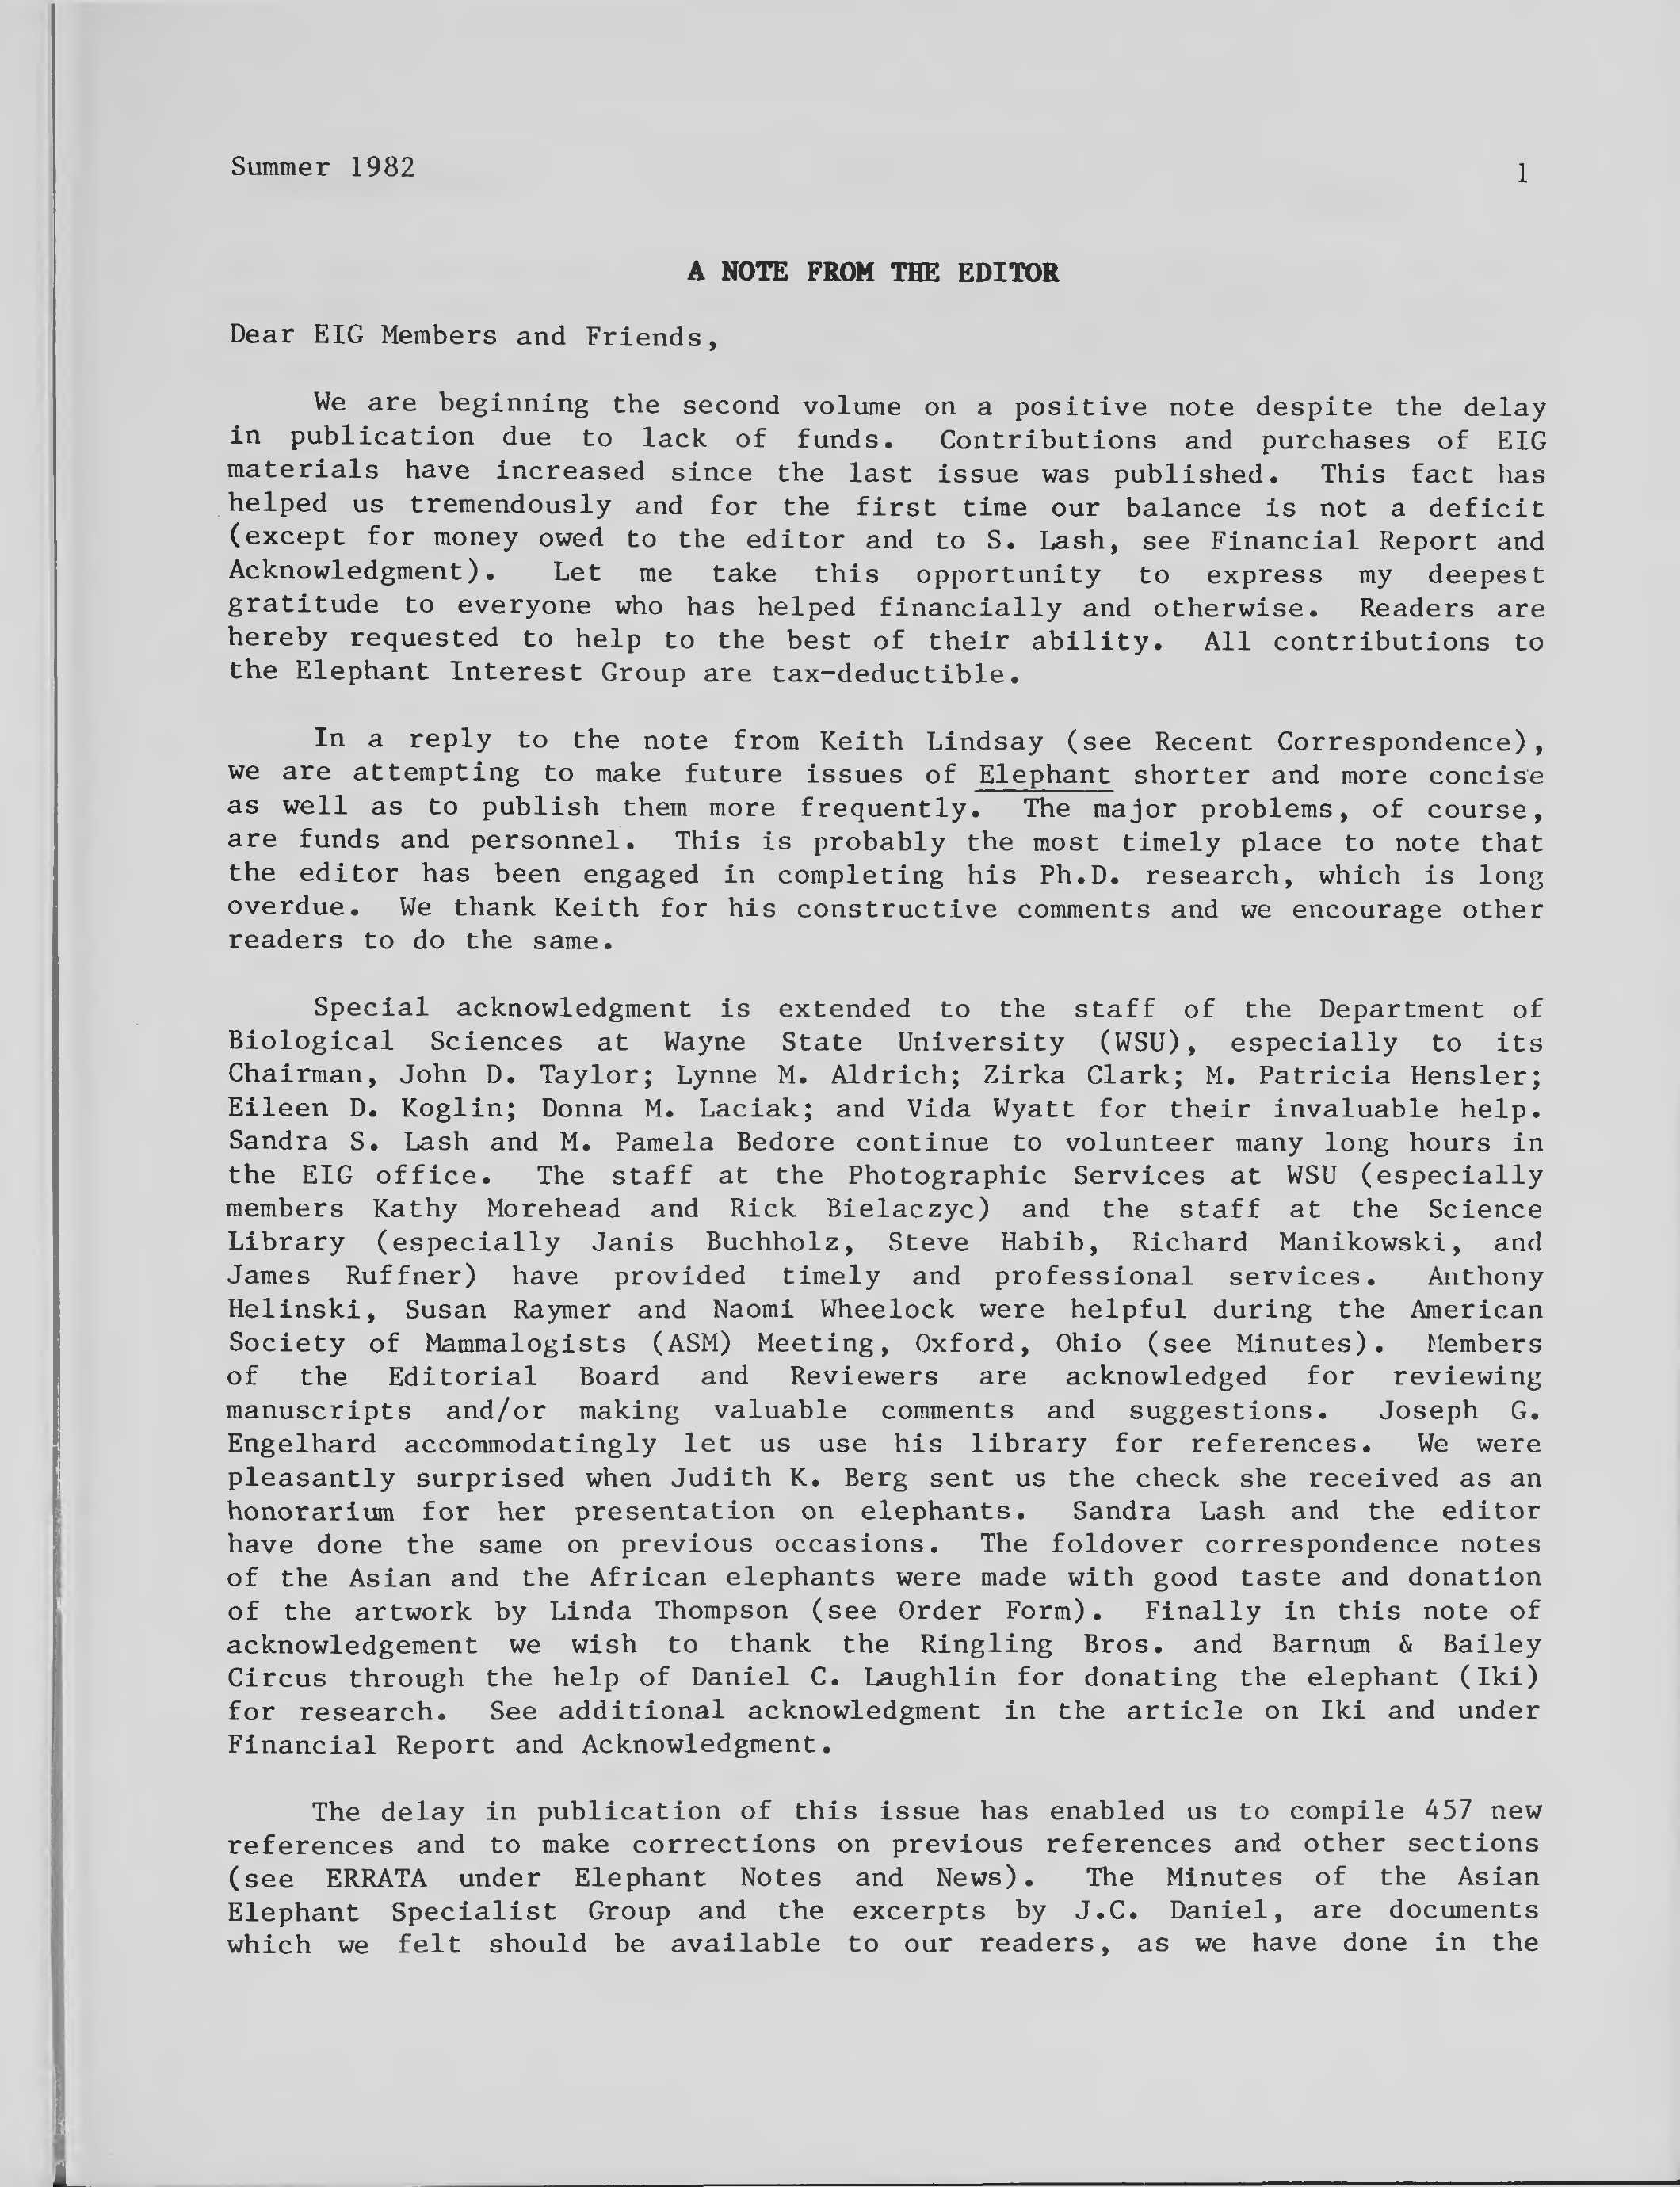 Summer 1982
1
A NOTE FROM THE EDITOR
Dear EIG Members and Friends,
We are beginning the second volume on a positive note despite the delay
in publication due to lack of funds. Contributions and purchases of EIG
materials have increased since the last issue was published. This fact has
helped us tremendously and for the first time our balance is not a deficit
(except for money owed to the editor and to S. Lash, see Financial Report and
Acknowledgment). Let me take this opportunity to express my deepest
gratitude to everyone who has helped financially and otherwise. Readers are
hereby requested to help to the best of their ability. All contributions to
the Elephant Interest Group are tax-deductible.
In a reply to the note from Keith Lindsay (see Recent Correspondence),
we are attempting to make future issues of Elephant shorter and more concise
as well as to publish them more frequently. The major problems, of course,
are funds and personnel. This is probably the most timely place to note that
the editor has been engaged in completing his Ph.D. research, which is long
overdue. We thank Keith for his constructive comments and we encourage other
readers to do the same.
Special acknowledgment is extended to the staff of the Department of
Biological Sciences at Wayne State University (WSU), especially to its
Chairman, John D. Taylor; Lynne M. Aldrich; Zirka Clark; M. Patricia Hensler;
Eileen D. Koglin; Donna M. Laciak; and Vida Wyatt for their invaluable help.
Sandra S. Lash and M. Pamela Bedore continue to volunteer many long hours in
the EIG office. The staff at the Photographic Services at WSU (especially
members Kathy Morehead and Rick Bielaczyc) and the staff at the Science
Library (especially Janis Buchholz, Steve Habib, Richard Manikowski, and
James Ruffner) have provided timely and professional services. Anthony
Helinski, Susan Raymer and Naomi Wheelock were helpful during the American
Society of Mammalogists (ASM) Meeting, Oxford, Ohio (see Minutes). Members
of the Editorial Board and Reviewers are acknowledged for reviewing
manuscripts and/or making valuable comments and suggestions. Joseph G.
Engelhard accommodatingly let us use his library for references. We were
pleasantly surprised when Judith K. Berg sent us the check she received as an
honorarium for her presentation on elephants. Sandra Lash and the editor
have done the same on previous occasions. The foldover correspondence notes
of the Asian and the African elephants were made with good taste and donation
of the artwork by Linda Thompson (see Order Form). Finally in this note of
acknowledgement we wish to thank the Ringling Bros. and Barnum & Bailey
Circus through the help of Daniel C. Laughlin for donating the elephant (Iki)
for research. See additional acknowledgment in the article on Iki and under
Financial Report and Acknowledgment.
The delay in publication of this issue has enabled us to compile 457 new
references and to make corrections on previous references and other sections
(see ERRATA under Elephant Notes and News). The Minutes of the Asian
Elephant Specialist Group and the excerpts by J.C. Daniel, are documents
which we felt should be available to our readers, as we have done in the